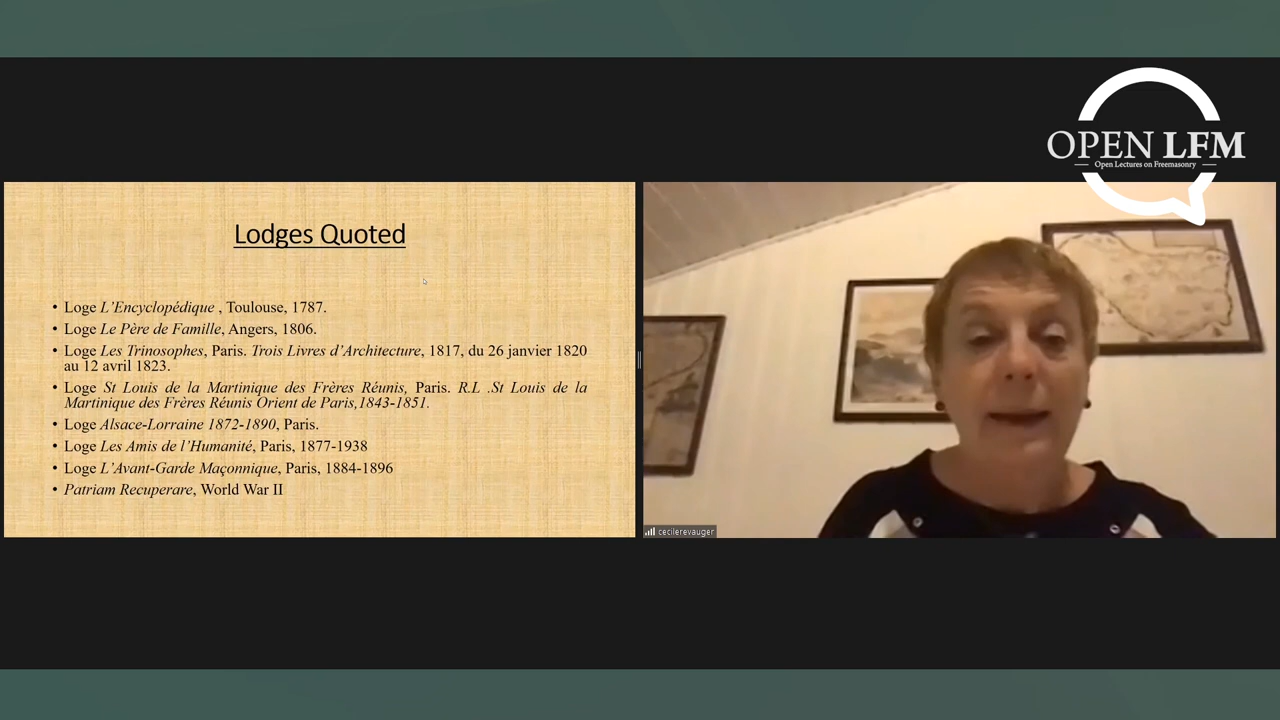 OPEN LFM
Open Lectures on Freemasonry
Lodges Quoted
• Loge L'Encyclopédique , Toulouse, 1787.
• Loge Le Père de Famille, Angers, 1806.
• Loge Les Trinosophes, Paris. Trois Livres d'Architecture, 1817, du 26 janvier 1820
au 12 avril 1823.
• Loge St Louis de la Martinique des Frères Réunis, Paris. R.L .St Louis de la
Martinique des Frères Réunis Orient de Paris,1843-1851.
• Loge Alsace-Lorraine 1872-1890, Paris.
• Loge Les Amis de l'Humanité, Paris, 1877-1938
• Loge L'Avant-Garde Maçonnique, Paris, 1884-1896
• Patriam Recuperare, World War II
cecilerevauger